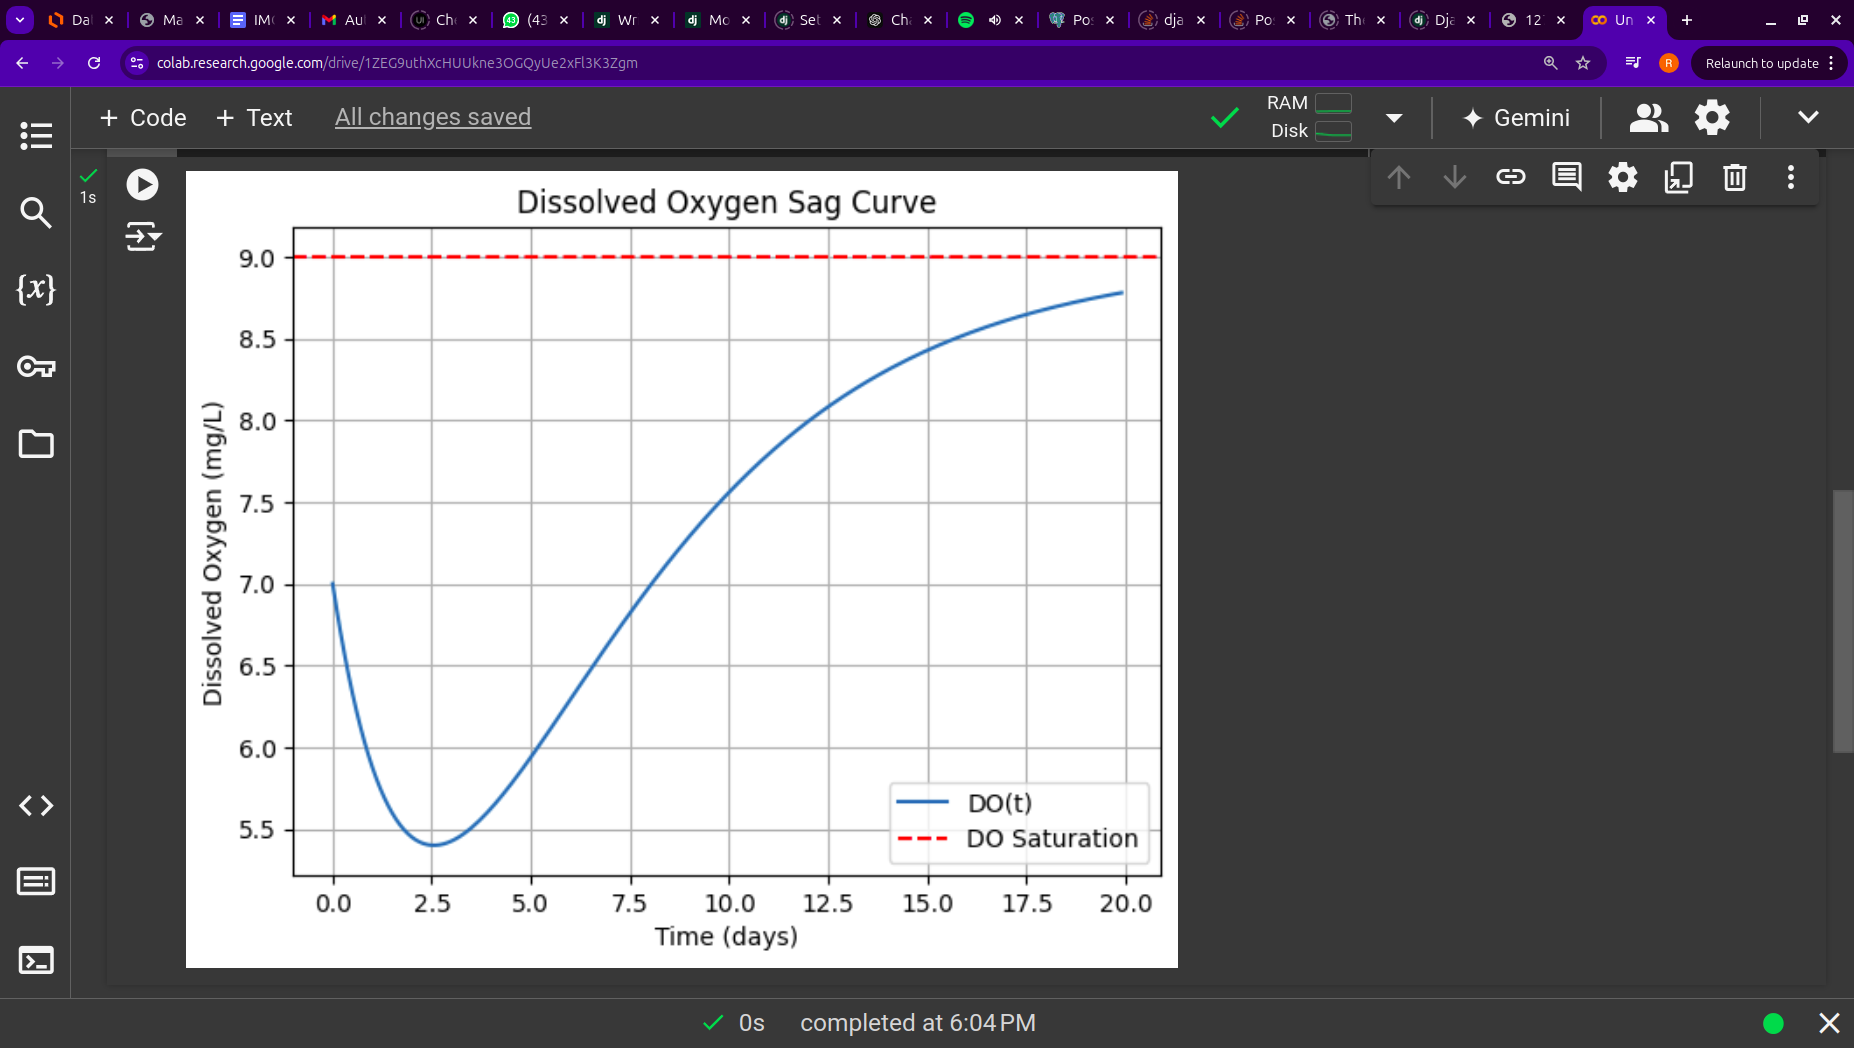 Da
Ma
IM
Au
Che
(43
Wr
Mo
Set
Cha
Po
dja
Po
Th
Dja
12
Un
colab.research.google.com/drive/1ZEG9uthXcHUUkne3OGQyUe2xFl3K3Zgm
Relaunch to update
+ Code + Text All changes saved
RAM
Disk
Gemini
1s
{x}
Dissolved Oxygen Sag Curve
Dissolved Oxygen (mg/L)
9.0
8.5
8.0
7.5
7.0
6.5
6.0
5.5
DO(t)
DO Saturation
0.0 2.5 5.0 7.5 10.0 12.5 15.0 17.5 20.0
Time (days)
0s completed at 6:04 PM